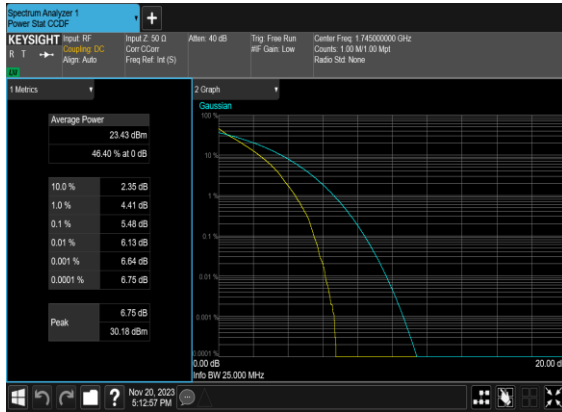 Spectrum Analyzer 1
Power Stat CCDF
+
KEYSIGHT
R T
LU
Input: RF
Coupling: DC
Align: Auto
Input Z: 50 Ω
Corr CCorr
Freq Ref: Int (S)
Atten: 40 dB
Trig: Free Run
#IF Gain: Low
Center Freq: 1.745000000 GHz
Counts: 1.00 M/1.00 Mpt
Radio Std: None
1 Metrics
Average Power
23.43 dBm
46.40 % at 0 dB
10.0 % 2.35 dB
1.0 % 4.41 dB
0.1 % 5.48 dB
0.01 % 6.13 dB
0.001 % 6.64 dB
0.0001 % 6.75 dB
Peak
6.75 dB
30.18 dBm
2 Graph
Gaussian
100 %
10 %
1 %
0.1 %
0.01 %
0.001 %
0.0001 %
0.00 dB
20.00 dB
Info BW 25.000 MHz
?
Nov 20, 2023
5:12:57 PM